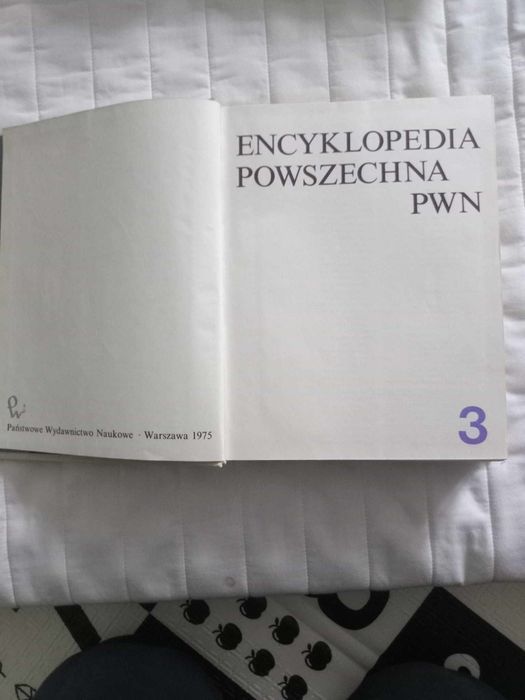 Państwowe Wydawnictwo Naukowe · Warszawa 1975
ENCYKLOPEDIA
POWSZECHNA
PWN
3